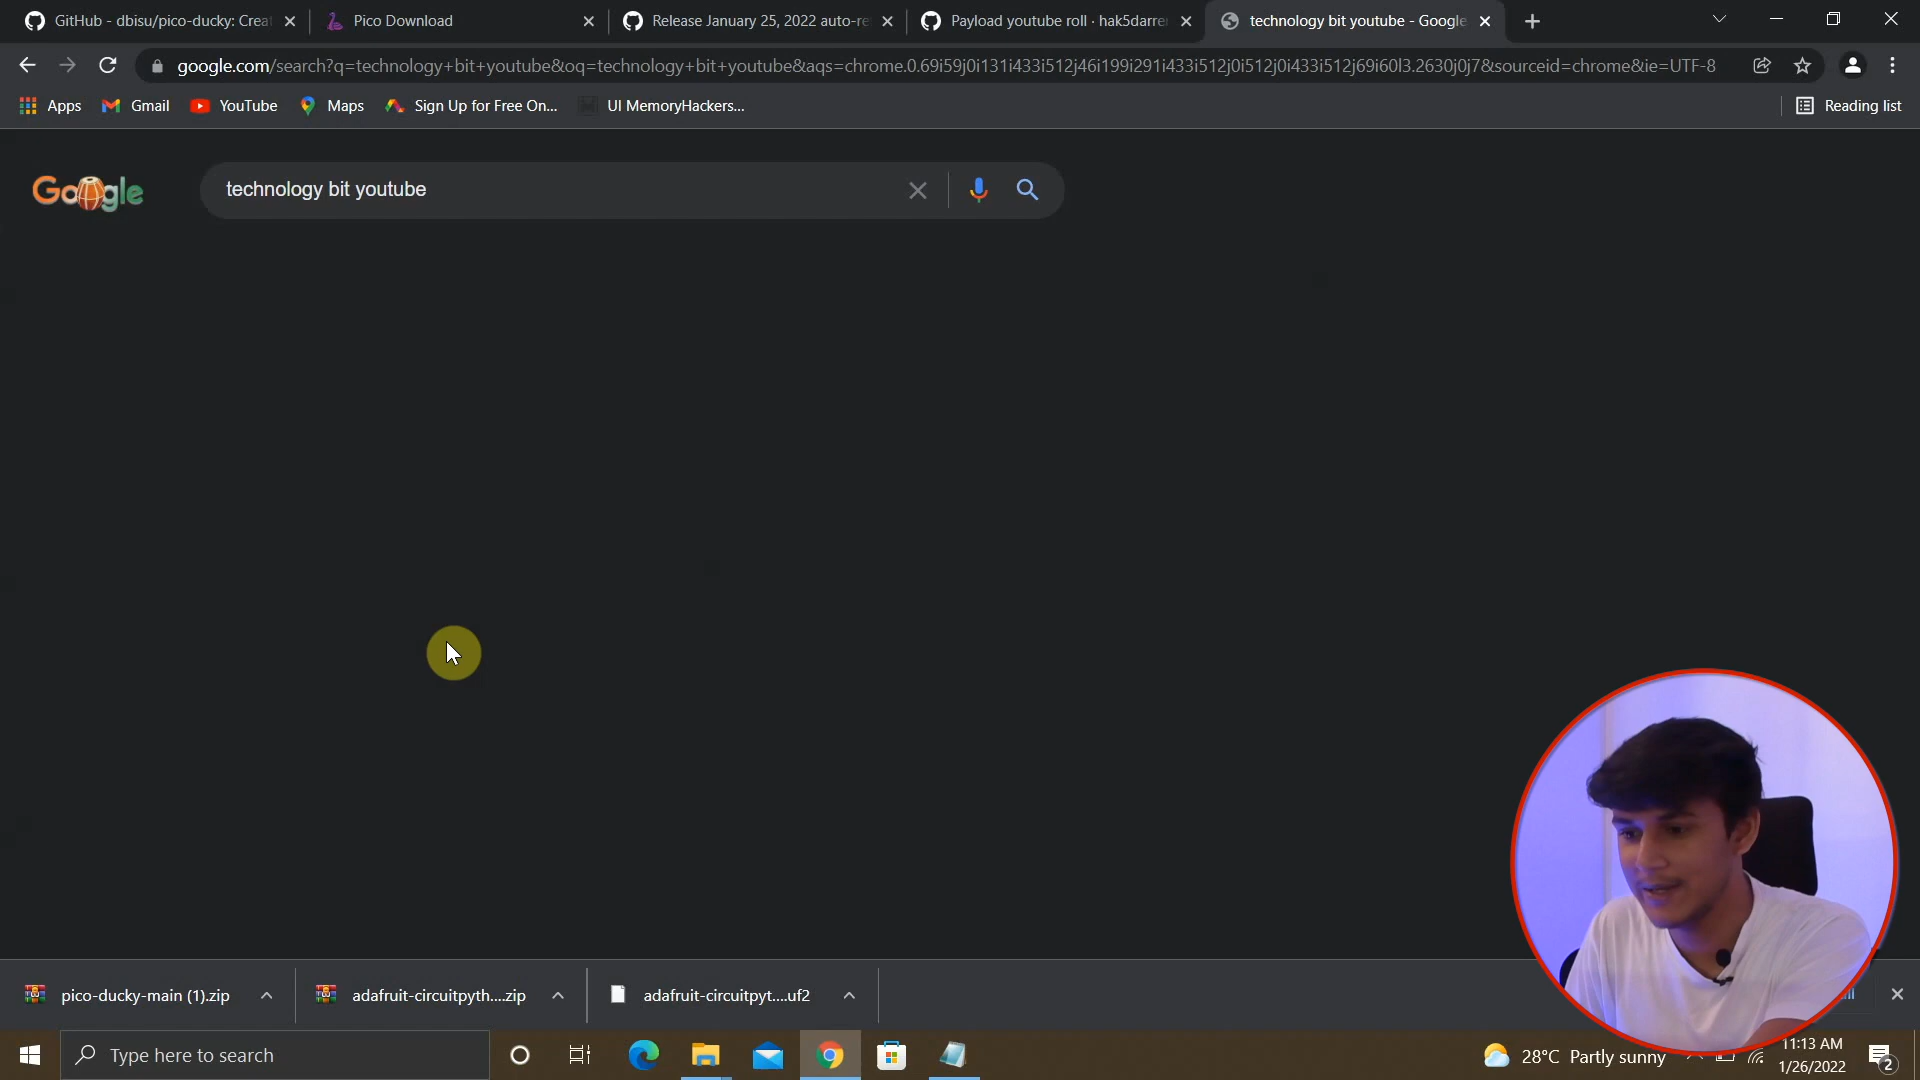 GitHub - dbisu/pico-ducky: Crea
Pico Download
Release January 25, 2022 auto-re
Payload youtube roll · hak5darre
technology bit youtube - Google
google.com/search?q=technology+bit+youtube&oq=technology+bit+youtube&aqs=chrome.0.69i59j0i131i433i512j46i199i291i433i512j0i512j0i433i512j69i60l3.2630j0j7&sourceid=chrome&ie=UTF-8
Apps
Gmail
YouTube
Maps
Sign Up for Free On...
UI MemoryHackers...
Reading list
Google
technology bit youtube
pico-ducky-main (1).zip
adafruit-circuitpyth....zip
adafruit-circuitpyt....uf2
Type here to search
28°C Partly sunny
11:13 AM
1/26/2022
2